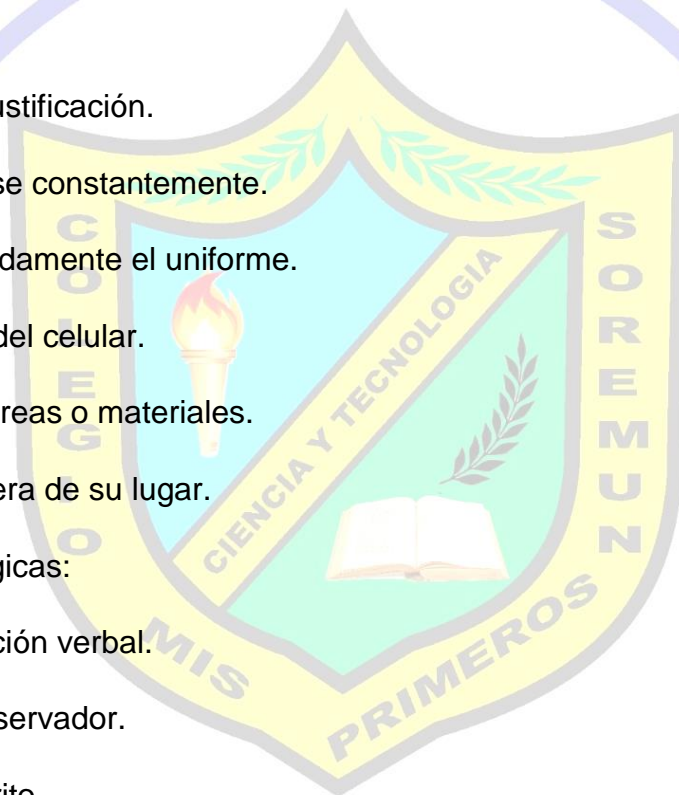 ustificación.
se constantemente.
damente el uniforme.
del celular.
reas o materiales.
era de su lugar.
gicas:
ción verbal.
servador.
COLEGIO
MIS PRIMEROS
SOREMUN
CIENCIA Y TECNOLOGIA